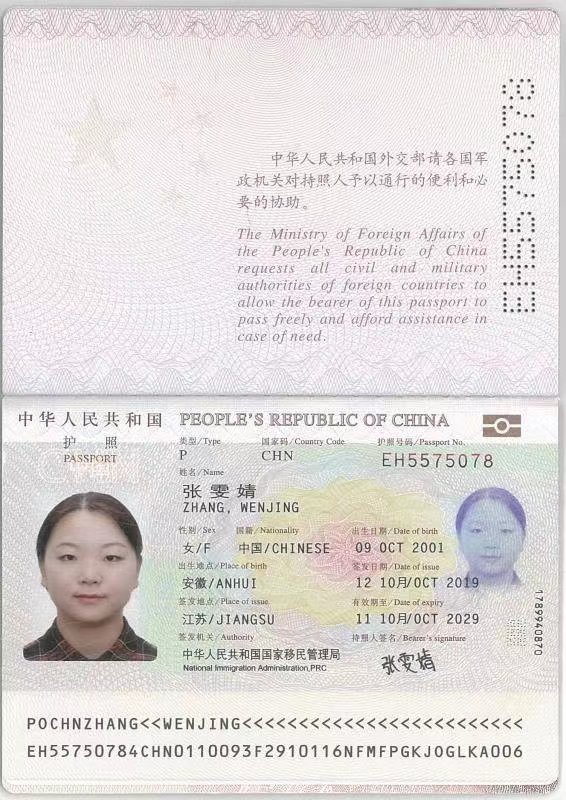 中华人民共和国外交部请各国军
政机关对持照人予以通行的便利和必
要的协助。
The Ministry of Foreign Affairs of
the People's Republic of China
requests all civil and military
authorities of foreign countries to
allow the bearer of this passport to
pass freely and afford assistance in
case of need.
EH5575078
中华人民共和国 PEOPLE'S REPUBLIC OF CHINA
护 照
PASSPORT
类型/Type 国家码/Country Code 护照号码/Passport No.
P CHN EH5575078
姓名/Name
张雯婧
ZHANG, WENJING
性别/Sex 国籍/Nationality 出生日期/Date of birth
女/F 中国/CHINESE 09 OCT 2001
出生地点/Place of birth 签发日期/Date of issue
安徽/ANHUI 12 10月/OCT 2019
签发地点/Place of issue 有效期至/Date of expiry
江苏/JIANGSU 11 10月/OCT 2029
签发机关/Authority 持照人签名/Bearer's signature
中华人民共和国国家移民管理局 张雯婧
National Immigration Administration,PRC
1789940870
POCHNZHANG<<WENJING<<<<<<<<<<<<<<<<<<<<<<<<<
EH55750784CHN0110093F2910116NFMFPGKJOGLKA006